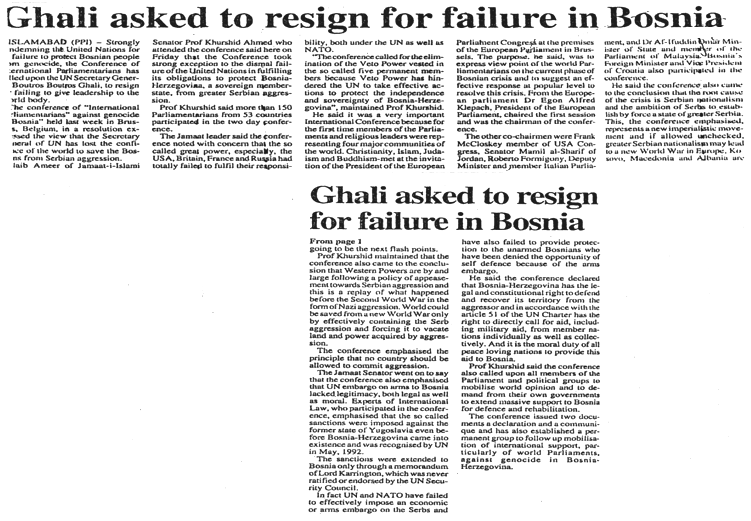 Ghali asked to resign for failure in Bosnia
ISLAMABAD (PPI) – Strongly
ndemning the United Nations for
failure to protect Bosnian people
om genocide, the Conference of
ernational Parliamentarians has
lled upon the UN Secretary Gener-
Boutros Boutros Ghali, to resign
failing to give leadership to the
rld body.
he conference of "International
liamentarians" against genocide
Bosnia" held last week in Brus-
s, Belgium, in a resolution ex-
ssed the view that the Secretary
neral of UN has lost the confi-
nce of the world to save the Bos-
ns from Serbian aggression.
laib Ameer of Jamaat-i-Islami
Senator Prof Khurshid Ahmed who
attended the conference said here on
Friday that the Conference took
strong exception to the dismal fail-
ure of the United Nations in fulfilling
its obligations to protect Bosnia-
Herzegovina, a sovereign member-
state, from greater Serbian aggres-
sion.
Prof Khurshid said more than 150
Parliamentarians from 53 countries
participated in the two day confer-
ence.
The Jamaat leader said the confer-
ence noted with concern that the so
called great power, especially, the
USA, Britain, France and Russia had
totally failed to fulfil their responsi-
bility, both under the UN as well as
NATO.
"The conference called for the elim-
ination of the Veto Power vested in
the so called five permanent mem-
bers because Veto Power has hin-
dered the UN to take effective ac-
tions to protect the independence
and sovereignty of Bosnia-Herze-
govina", maintained Prof Khurshid.
He said it was a very important
International Conference because for
the first time members of the Parlia-
ments and religious leaders were rep-
resenting four major communities of
the world. Christianity, Islam, Juda-
ism and Buddhism-met at the invita-
tion of the President of the European
Parliament Congress at the premises
of the European Parliament in Brus-
sels. The purpose, he said, was to
express view point of the world Par-
liamentarians on the current phase of
Bosnian crisis and to suggest an ef-
fective response at popular level to
resolve this crisis. From the Europe-
an parliament Dr Egon Alfred
Klepsch, President of the European
Parliament, chaired the first session
and was the chairman of the confer-
ence.
The other co-chairmen were Frank
McCloskey member of USA Con-
gress, Senator Mamil al-Sharif of
Jordan, Roberto Formiguny, Deputy
Minister and member Italian Parlia-
ment, and Dr Af-Ifuddin Omar Min-
ister of State and member of the
Parliament of Malaysia. Bosnia's
Foreign Minister and Vice President
of Croatia also participated in the
conference.
He said the conference also came
to the conclusion that the root cause
of the crisis is Serbian nationalism
and the ambition of Serbs to estab-
lish by force a state of greater Serbia.
This, the conference emphasised,
represents a new imperialistic move-
ment and if allowed unchecked,
greater Serbian nationalism may lead
to a new World War in Europe. Ko
sovo, Macedonia and Albania are
Ghali asked to resign
for failure in Bosnia
From page 1
going to be the next flash points.
Prof Khurshid maintained that the
conference also came to the conclu-
sion that Western Powers are by and
large following a policy of appease-
ment towards Serbian aggression and
this is a replay of what happened
before the Second World War in the
form of Nazi aggression. World could
be saved from a new World War only
by effectively containing the Serb
aggression and forcing it to vacate
land and power acquired by aggres-
sion.
The conference emphasised the
principle that no country should be
allowed to commit aggression.
The Jamaat Senator went on to say
that the conference also emphasised
that UN embargo on arms to Bosnia
lacked legitimacy, both legal as well
as moral. Experts of International
Law, who participated in the confer-
ence, emphasised that the so called
sanctions were imposed against the
former state of Yugoslavia even be-
fore Bosnia-Herzegovina came into
existence and was recognised by UN
in May, 1992.
The sanctions were extended to
Bosnia only through a memorandum
of Lord Karrington, which was never
ratified or endorsed by the UN Secu-
rity Council.
In fact UN and NATO have failed
to effectively impose an economic
or arms embargo on the Serbs and
have also failed to provide protec-
tion to the unarmed Bosnians who
have been denied the opportunity of
self defence because of the arms
embargo.
He said the conference declared
that Bosnia-Herzegovina has the le-
gal and constitutional right to defend
and recover its territory from the
aggressor and in accordance with the
article 51 of the UN Charter has the
right to directly call for aid, includ-
ing military aid, from member na-
tions individually as well as collec-
tively. And it is the moral duty of all
peace loving nations to provide this
aid to Bosnia.
Prof Khurshid said the conference
also called upon all members of the
Parliament and political groups to
mobilise world opinion and to de-
mand from their own governments
to extend massive support to Bosnia
for defence and rehabilitation.
The conference issued two docu-
ments a declaration and a communi-
que and has also established a per-
manent group to follow up mobilisa-
tion of international support, par-
ticularly of world Parliaments,
against genocide in Bosnia-
Herzegovina.